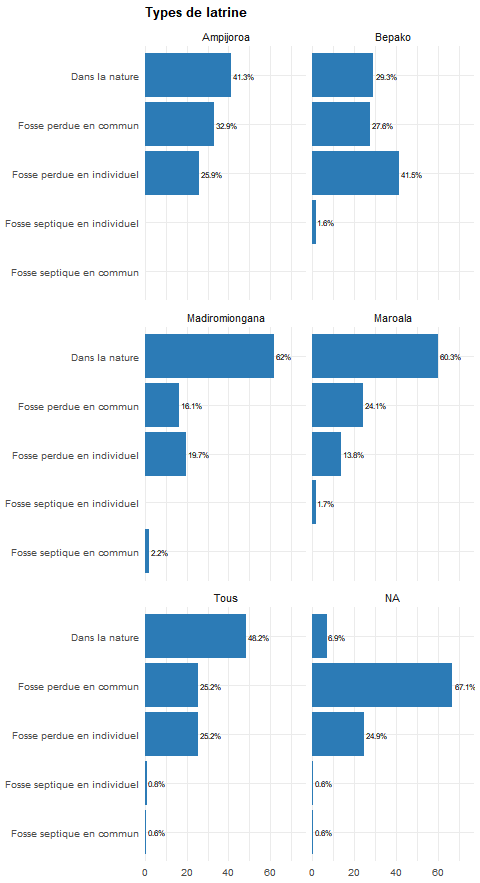 Types de latrine
Ampijoroa
Bepako
Dans la nature
41.3%
29.3%
Fosse perdue en commun
32.9%
27.6%
Fosse perdue en individuel
25.9%
41.5%
Fosse septique en individuel
1.6%
Fosse septique en commun
Madiromiongana
Maroala
Dans la nature
62%
60.3%
Fosse perdue en commun
16.1%
24.1%
Fosse perdue en individuel
19.7%
13.8%
Fosse septique en individuel
1.7%
Fosse septique en commun
2.2%
Tous
NA
Dans la nature
48.2%
6.9%
Fosse perdue en commun
25.2%
67.1%
Fosse perdue en individuel
25.2%
24.9%
Fosse septique en individuel
0.8%
0.6%
Fosse septique en commun
0.6%
0.6%
0 20 40 60
0 20 40 60